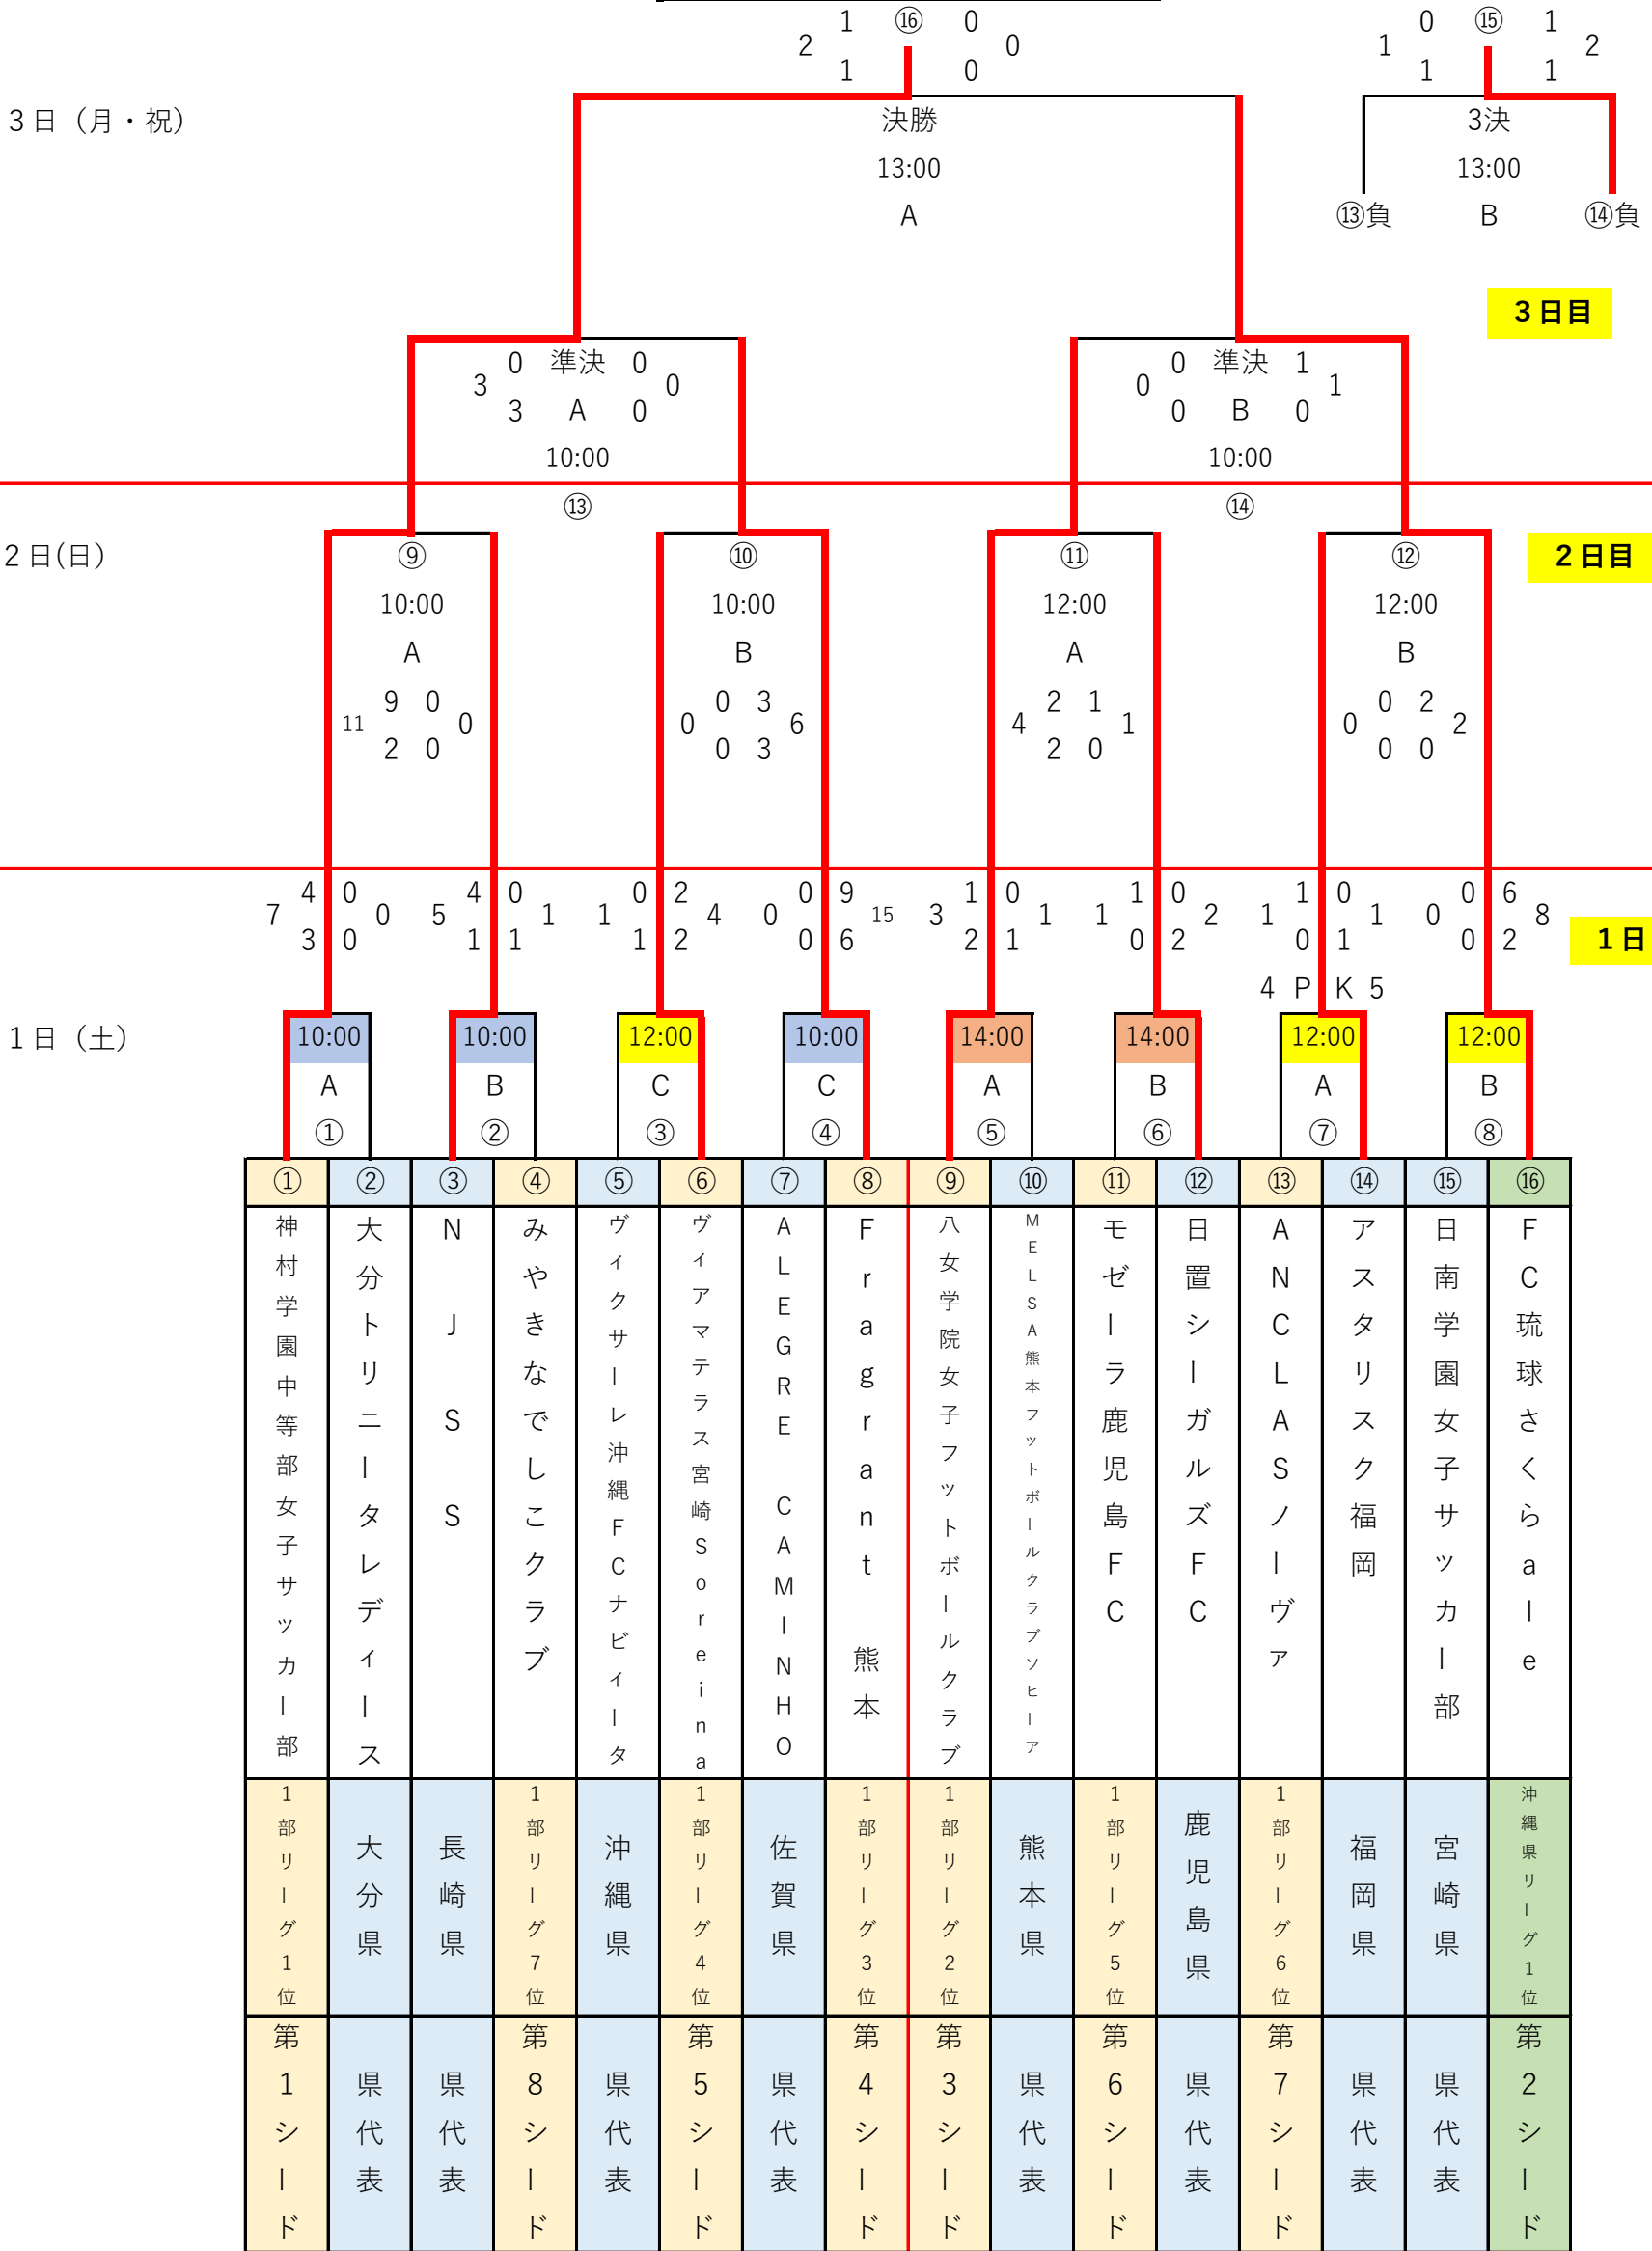 1 ⑯ 0 0 ⑮ 1
2 0 1 2
1 0 1 1
3日（月・祝） 決勝 3決
13:00 13:00
A ⑬負 B ⑭負
3日目
0 準決 0 0 準決 1
3 0 0 1
3 A 0 0 B 0
10:00 10:00
⑬ ⑭
2日(日) ⑨ ⑩ ⑪ ⑫ 2日目
10:00 10:00 12:00 12:00
A B A B
9 0 0 3 2 1 0 2
11 0 0 6 4 1 0 2
2 0 0 3 2 0 0 0
4 0 4 0 0 2 0 9 1 0 1 0 1 0 0 6
7 0 5 1 1 4 0 15 3 1 1 2 1 1 0 8
3 0 1 1 1 2 0 6 2 1 0 2 0 1 0 2
1日
4 P K 5
1日（土） 10:00 10:00 12:00 10:00 14:00 14:00 12:00 12:00
A B C C A B A B
① ② ③ ④ ⑤ ⑥ ⑦ ⑧
① ② ③ ④ ⑤ ⑥ ⑦ ⑧ ⑨ ⑩ ⑪ ⑫ ⑬ ⑭ ⑮ ⑯
神村学園中等部女子サッカー部
大分トリニータレディース
NJSS
みやきなでしこクラブ
ヴィクサーレ沖縄FCナビィータ
ヴィアマテラス宮崎Soreina
ALEGRE CAMINHO
Fragrant 熊本
八女学院女子フットボールクラブ
MELSA熊本フットボールクラブソヒーア
モゼーラ鹿児島FC
日置シーガルズFC
ANCLASノーヴァ
アスタリスク福岡
日南学園女子サッカー部
FC琉球さくらale
1部リーグ1位
大分県
長崎県
1部リーグ7位
沖縄県
1部リーグ4位
佐賀県
1部リーグ3位
1部リーグ2位
熊本県
1部リーグ5位
鹿児島県
1部リーグ6位
福岡県
宮崎県
沖縄県リーグ1位
第1シード
県代表
県代表
第8シード
県代表
第5シード
県代表
第4シード
第3シード
県代表
第6シード
県代表
第7シード
県代表
県代表
第2シード